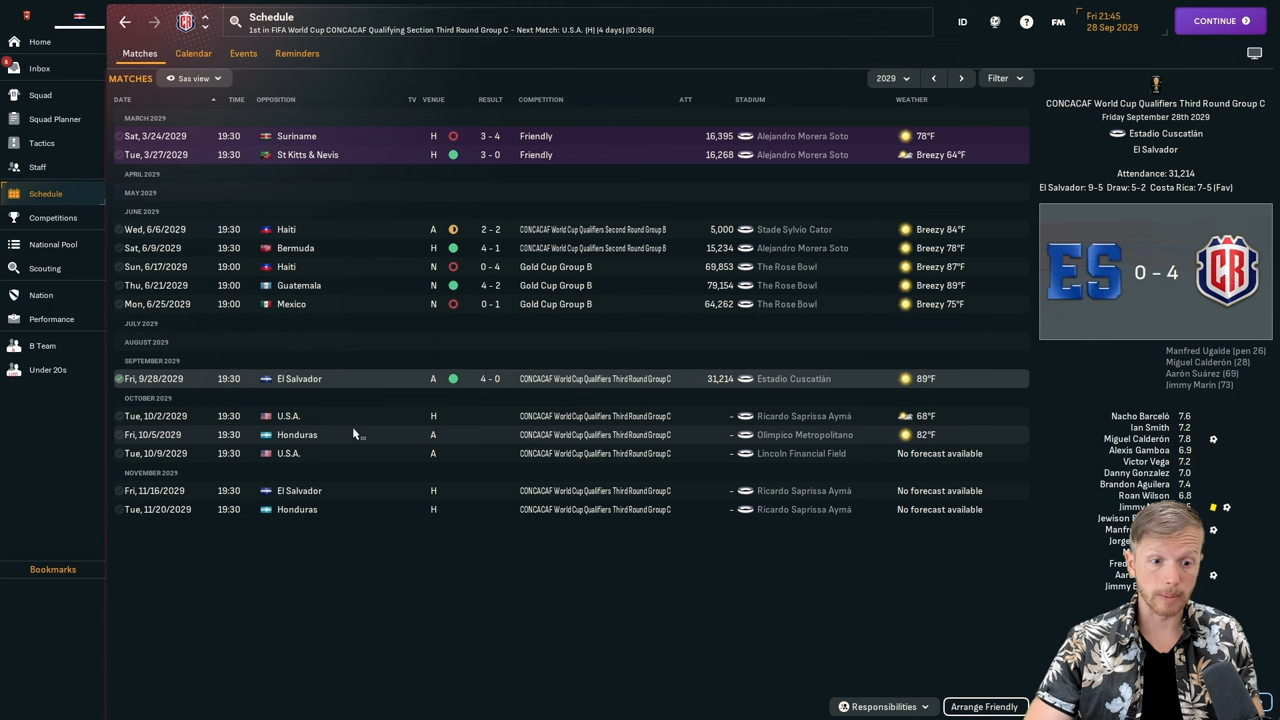 Schedule
1st in FIFA World Cup CONCACAF Qualifying Section Third Round Group C - Next Match: U.S.A. (H) (4 days) (ID:366)
ID
?
FM
Fri 21:45
28 Sep 2029
CONTINUE
Home
6
Inbox
Squad
Squad Planner
Tactics
Staff
Schedule
Competitions
National Pool
Scouting
Nation
Performance
B Team
Under 20s
Bookmarks
Matches Calendar Events Reminders
MATCHES Sas view 2029 Filter
DATE TIME OPPOSITION TV VENUE RESULT COMPETITION ATT STADIUM WEATHER
MARCH 2029
Sat, 3/24/2029 19:30 Suriname H 3 - 4 Friendly 16,395 Alejandro Morera Soto 78°F
Tue, 3/27/2029 19:30 St Kitts & Nevis H 3 - 0 Friendly 16,268 Alejandro Morera Soto Breezy 64°F
APRIL 2029
MAY 2029
JUNE 2029
Wed, 6/6/2029 19:30 Haiti A 2 - 2 CONCACAF World Cup Qualifiers Second Round Group B 5,000 Stade Sylvio Cator Breezy 84°F
Sat, 6/9/2029 19:30 Bermuda H 4 - 1 CONCACAF World Cup Qualifiers Second Round Group B 15,234 Alejandro Morera Soto Breezy 78°F
Sun, 6/17/2029 19:00 Haiti N 0 - 4 Gold Cup Group B 69,853 The Rose Bowl Breezy 87°F
Thu, 6/21/2029 19:00 Guatemala N 4 - 2 Gold Cup Group B 79,154 The Rose Bowl Breezy 89°F
Mon, 6/25/2029 19:00 Mexico N 0 - 1 Gold Cup Group B 64,262 The Rose Bowl Breezy 75°F
JULY 2029
AUGUST 2029
SEPTEMBER 2029
Fri, 9/28/2029 19:30 El Salvador A 4 - 0 CONCACAF World Cup Qualifiers Third Round Group C 31,214 Estadio Cuscatlán 89°F
OCTOBER 2029
Tue, 10/2/2029 19:30 U.S.A. H CONCACAF World Cup Qualifiers Third Round Group C - Ricardo Saprissa Aymá 68°F
Fri, 10/5/2029 19:30 Honduras A CONCACAF World Cup Qualifiers Third Round Group C - Olimpico Metropolitano 82°F
Tue, 10/9/2029 19:30 U.S.A. A CONCACAF World Cup Qualifiers Third Round Group C - Lincoln Financial Field No forecast available
NOVEMBER 2029
Fri, 11/16/2029 19:30 El Salvador H CONCACAF World Cup Qualifiers Third Round Group C - Ricardo Saprissa Aymá No forecast available
Tue, 11/20/2029 19:30 Honduras H CONCACAF World Cup Qualifiers Third Round Group C - Ricardo Saprissa Aymá No forecast available
CONCACAF World Cup Qualifiers Third Round Group C
Friday September 28th 2029
Estadio Cuscatlán
El Salvador
Attendance: 31,214
El Salvador: 9-5 Draw: 5-2 Costa Rica: 7-5 (Fav)
ES 0 - 4 CR
Manfred Ugalde (pen 26)
Miguel Calderón (28)
Aarón Suárez (69)
Jimmy Marín (73)
Nacho Barceló 7.6
Ian Smith 7.2
Miguel Calderón 7.8
Alexis Gamboa 6.9
Victor Vega 7.2
Danny Gonzalez 7.0
Brandon Aguilera 7.4
Roan Wilson 6.8
Jimmy
Jewison
Manfre
Jorge
Fred
Aar
Jimmy
Responsibilities Arrange Friendly